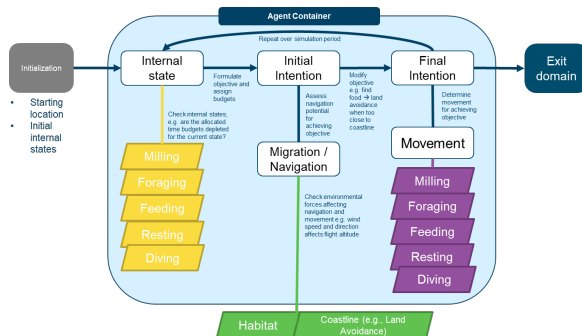 Agent Container
Repeat over simulation period
Initialization
Internal
state
Initial
Intention
Final
Intention
Exit
domain
Formulate
objective and
assign
budgets
Modify
objective e.g. find
food → land
avoidance when
too close to
coastline
• Starting
location
• Initial
internal
states
Check internal states,
e.g. are the allocated
time budgets depleted
for the current state?
Assess
navigation
potential
for
achieving
objective
Determine
movement for
achieving
objective
Migration /
Navigation
Movement
Milling
Foraging
Feeding
Resting
Diving
Check environmental
forces affecting
navigation and
movement e.g. wind
speed and direction
affects flight altitude
Milling
Foraging
Feeding
Resting
Diving
Habitat
Coastline (e.g., Land
Avoidance)